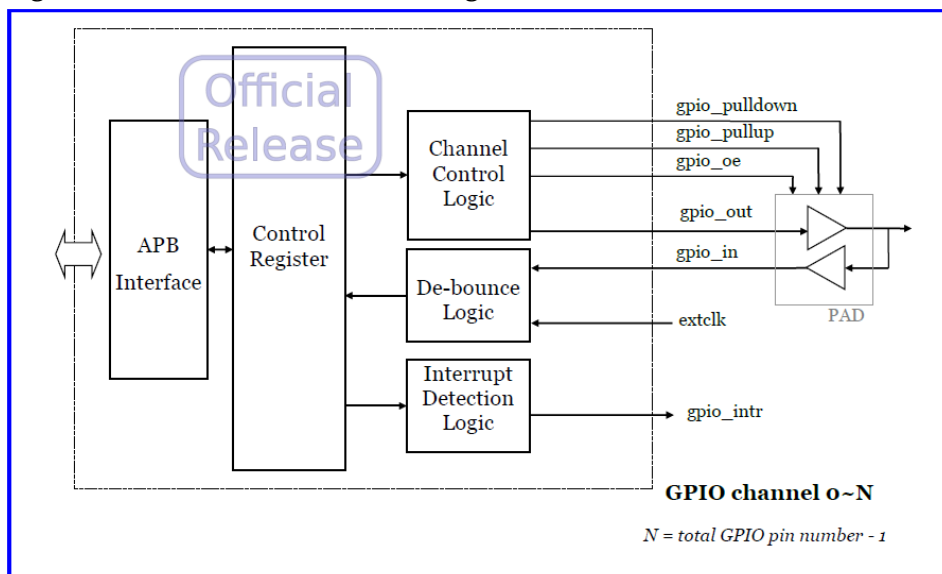 Official
Release
APB
Interface
Control
Register
Channel
Control
Logic
De-bounce
Logic
Interrupt
Detection
Logic
gpio_pulldown
gpio_pullup
gpio_oe
gpio_out
gpio_in
extclk
PAD
gpio_intr
GPIO channel 0~N
N = total GPIO pin number - 1